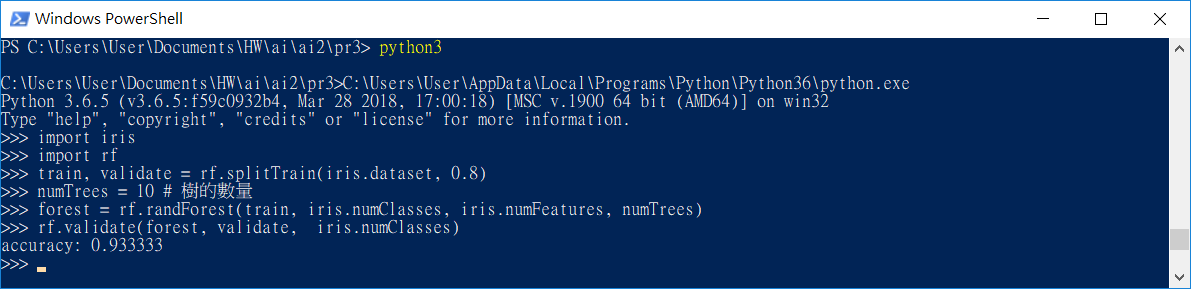 Windows PowerShell
PS C:\Users\User\Documents\HW\ai\ai2\pr3> python3
C:\Users\User\Documents\HW\ai\ai2\pr3>C:\Users\User\AppData\Local\Programs\Python\Python36\python.exe
Python 3.6.5 (v3.6.5:f59c0932b4, Mar 28 2018, 17:00:18) [MSC v.1900 64 bit (AMD64)] on win32
Type "help", "copyright", "credits" or "license" for more information.
>>> import iris
>>> import rf
>>> train, validate = rf.splitTrain(iris.dataset, 0.8)
>>> numTrees = 10 # 樹的數量
>>> forest = rf.randForest(train, iris.numClasses, iris.numFeatures, numTrees)
>>> rf.validate(forest, validate,  iris.numClasses)
accuracy: 0.933333
>>>